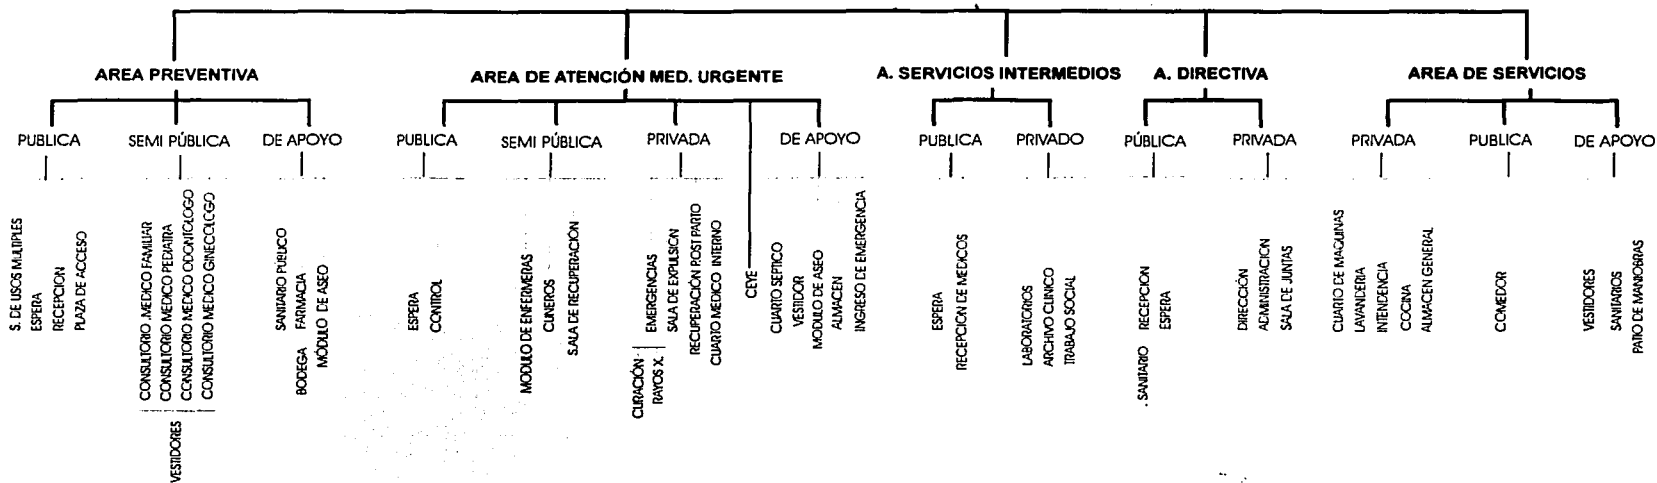 AREA PREVENTIVA
AREA DE ATENCIÓN MED. URGENTE
A. SERVICIOS INTERMEDIOS
A. DIRECTIVA
AREA DE SERVICIOS
PUBLICA
SEMI PÚBLICA
DE APOYO
PUBLICA
SEMI PÚBLICA
PRIVADA
DE APOYO
PUBLICA
PRIVADO
PÚBLICA
PRIVADA
PRIVADA
PUBLICA
DE APOYO
S. DE USOS MULTIPLES
ESPERA
RECEPCION
PLAZA DE ACCESO
CONSULTORIO MEDICO FAMILIAR
CONSULTORIO MEDICO PEDIATRA
CONSULTORIO MEDICO ODONTOLOGO
CONSULTORIO MEDICO GINECOLOGO
VESTIDORES
SANITARIO PÚBLICO
BODEGA FARMACIA
MÓDULO DE ASEO
ESPERA
CONTROL
MODULO DE ENFERMERAS
CUNEROS
SALA DE RECUPERACIÓN
CURACIÓN
RAYOS X.
EMERGENCIAS
SALA DE EXPULSION
RECUPERACIÓN POST PARTO
CUARTO MEDICO INTERNO
CEYE
CUARTO SEPTICO
VESTIDOR
MODULO DE ASEO
ALMACEN
INGRESO DE EMERGENCIA
ESPERA
RECEPCION DE MEDICOS
LABORATORIOS
ARCHIVO CLINICO
TRABAJO SOCIAL
SANITARIO RECEPCION
ESPERA
DIRECCIÓN
ADMINISTRACION
SALA DE JUNTAS
CUARTO DE MAQUINAS
LAVANDERIA
INTENDENCIA
COCINA
ALMACEN GENERAL
COMEDOR
VESTIDORES
SANITARIOS
PATIO DE MANIOBRAS